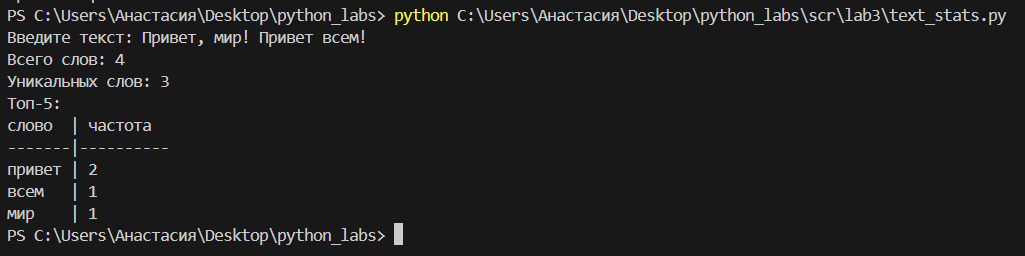 PS C:\Users\Анастасия\Desktop\python_labs> python C:\Users\Анастасия\Desktop\python_labs\scr\lab3\text_stats.py
Введите текст: Привет, мир! Привет всем!
Всего слов: 4
Уникальных слов: 3
Топ-5:
слово  | частота
-------|----------
привет | 2
всем   | 1
мир    | 1
PS C:\Users\Анастасия\Desktop\python_labs>